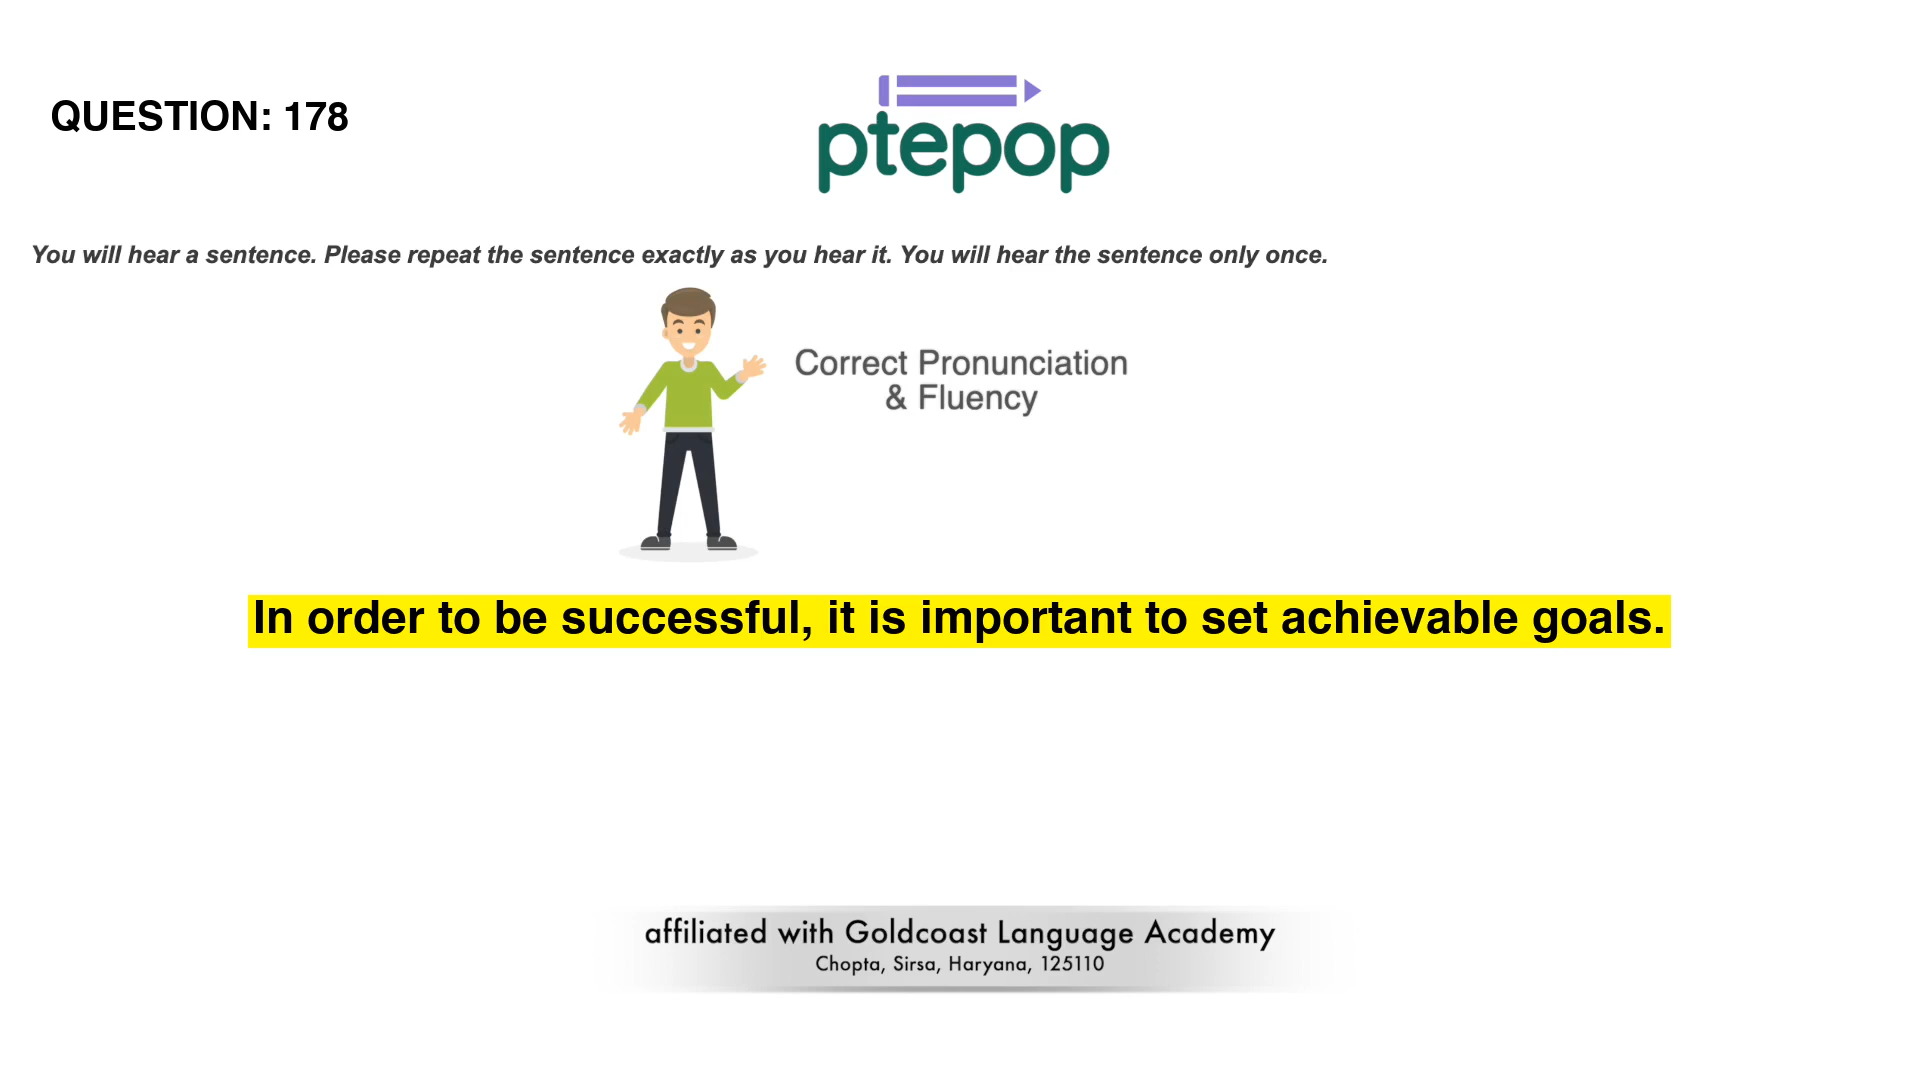 QUESTION: 178
ptepop
You will hear a sentence. Please repeat the sentence exactly as you hear it. You will hear the sentence only once.
Correct Pronunciation
& Fluency
In order to be successful, it is important to set achievable goals.
affiliated with Goldcoast Language Academy
Chopta, Sirsa, Haryana, 125110